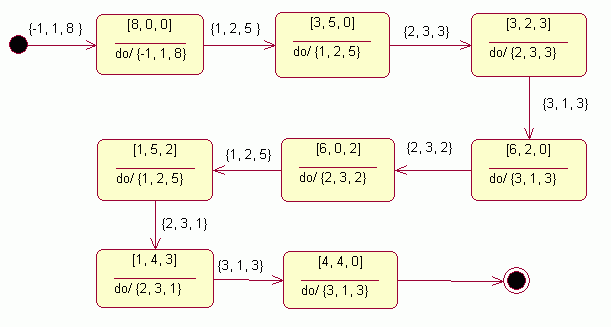 {-1, 1, 8 }
[8, 0, 0]
do/ {-1, 1, 8}
{1, 2, 5 }
[3, 5, 0]
do/ {1, 2, 5}
{2, 3, 3}
[3, 2, 3]
do/ {2, 3, 3}
{3, 1, 3}
[6, 2, 0]
do/ {3, 1, 3}
{2, 3, 2}
[6, 0, 2]
do/ {2, 3, 2}
{1, 2, 5}
[1, 5, 2]
do/ {1, 2, 5}
{2, 3, 1}
[1, 4, 3]
do/ {2, 3, 1}
{3, 1, 3}
[4, 4, 0]
do/ {3, 1, 3}